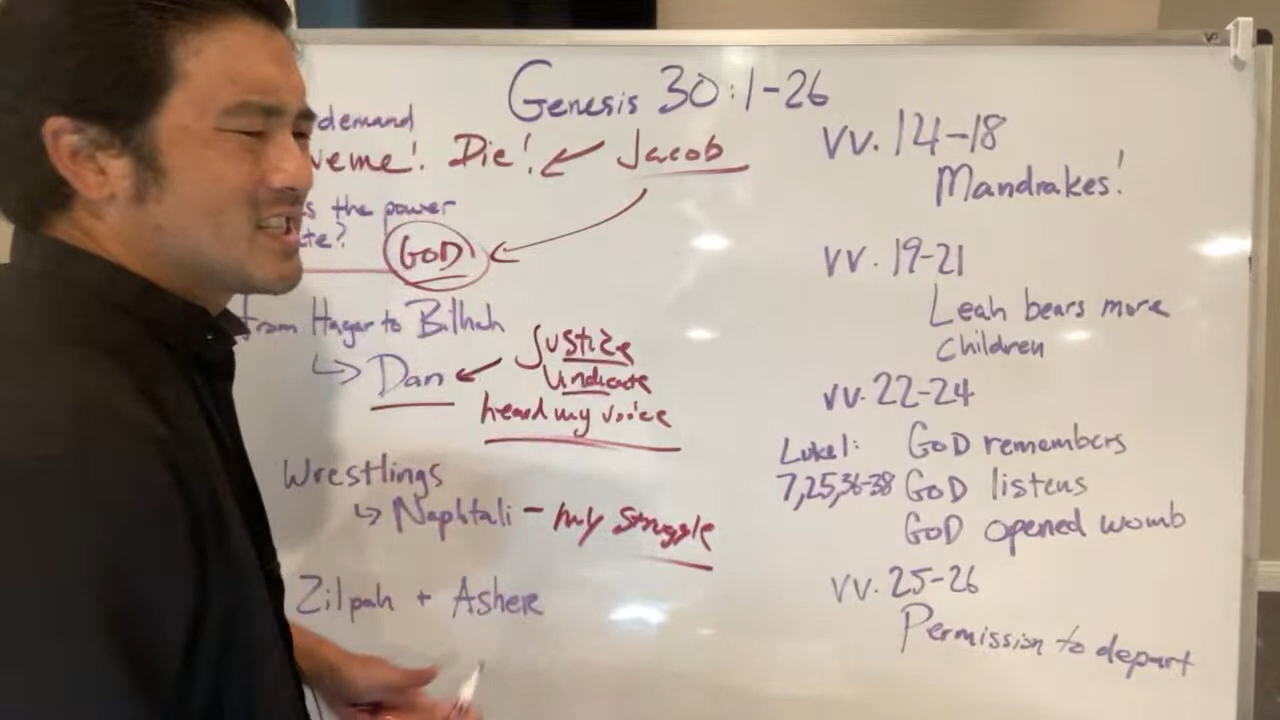 Genesis 30:1-26
demand
veme! Die! ↙ Jacob
s the power
te?
GOD
From Hagar to Bilhah
↳ Dan ← Justize
Vindicate
heard my voice
Wrestlings
↳ Naphtali - my struggle
Zilpah + Asher
vv. 14-18
Mandrakes!
vv. 19-21
Leah bears more
children
vv. 22-24
Luke 1: GOD remembers
7,25,36-38 GOD listens
GOD opened womb
vv. 25-26
Permission to depart